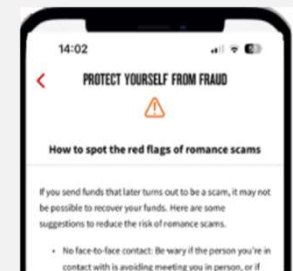 14:02
PROTECT YOURSELF FROM FRAUD
How to spot the red flags of romance scams
If you send funds that later turns out to be a scam, it may not
be possible to recover your funds. Here are some
suggestions to reduce the risk of romance scams.
• No face-to-face contact: Be wary if the person you're in
contact with is avoiding meeting you in person, or if